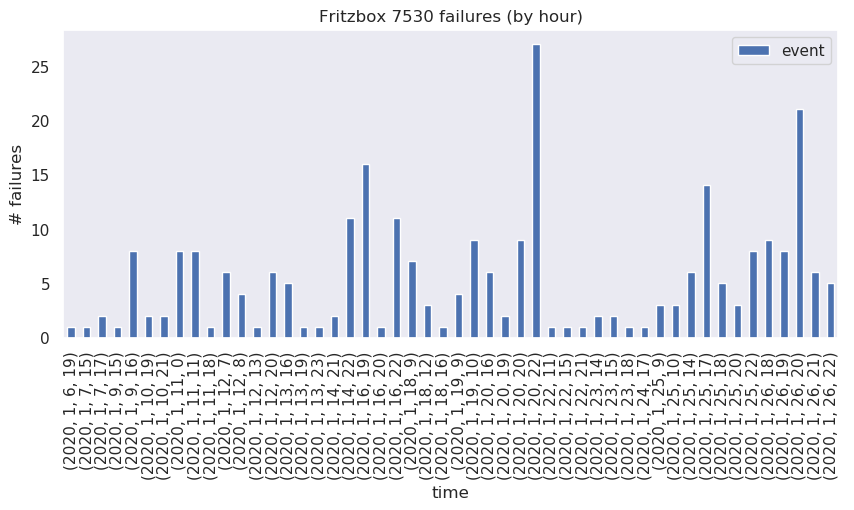 Fritzbox 7530 failures (by hour)
event
# failures
25
20
15
10
5
0
(2020, 1, 6, 19)
(2020, 1, 7, 15)
(2020, 1, 7, 17)
(2020, 1, 9, 15)
(2020, 1, 9, 16)
(2020, 1, 10, 19)
(2020, 1, 10, 21)
(2020, 1, 11, 0)
(2020, 1, 11, 11)
(2020, 1, 11, 18)
(2020, 1, 12, 7)
(2020, 1, 12, 8)
(2020, 1, 12, 13)
(2020, 1, 12, 20)
(2020, 1, 13, 16)
(2020, 1, 13, 19)
(2020, 1, 13, 23)
(2020, 1, 14, 21)
(2020, 1, 14, 22)
(2020, 1, 16, 19)
(2020, 1, 16, 20)
(2020, 1, 16, 22)
(2020, 1, 18, 9)
(2020, 1, 18, 12)
(2020, 1, 18, 16)
(2020, 1, 19, 9)
(2020, 1, 19, 10)
(2020, 1, 20, 16)
(2020, 1, 20, 19)
(2020, 1, 20, 20)
(2020, 1, 20, 22)
(2020, 1, 22, 11)
(2020, 1, 22, 15)
(2020, 1, 22, 21)
(2020, 1, 23, 14)
(2020, 1, 23, 15)
(2020, 1, 23, 18)
(2020, 1, 24, 17)
(2020, 1, 25, 9)
(2020, 1, 25, 10)
(2020, 1, 25, 14)
(2020, 1, 25, 17)
(2020, 1, 25, 18)
(2020, 1, 25, 20)
(2020, 1, 25, 22)
(2020, 1, 26, 18)
(2020, 1, 26, 19)
(2020, 1, 26, 20)
(2020, 1, 26, 21)
(2020, 1, 26, 22)
time